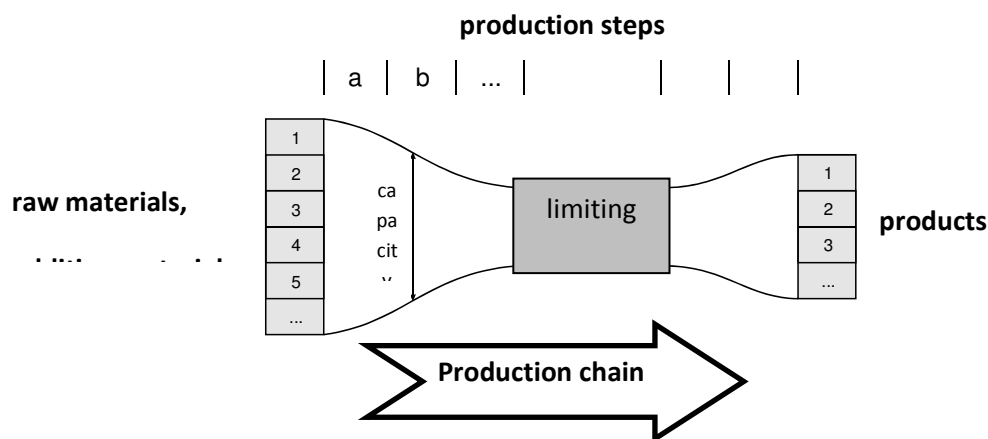 production steps
a
b
...
1
2
3
4
5
...
raw materials,
ca
pa
cit
limiting
1
2
3
...
products
Production chain